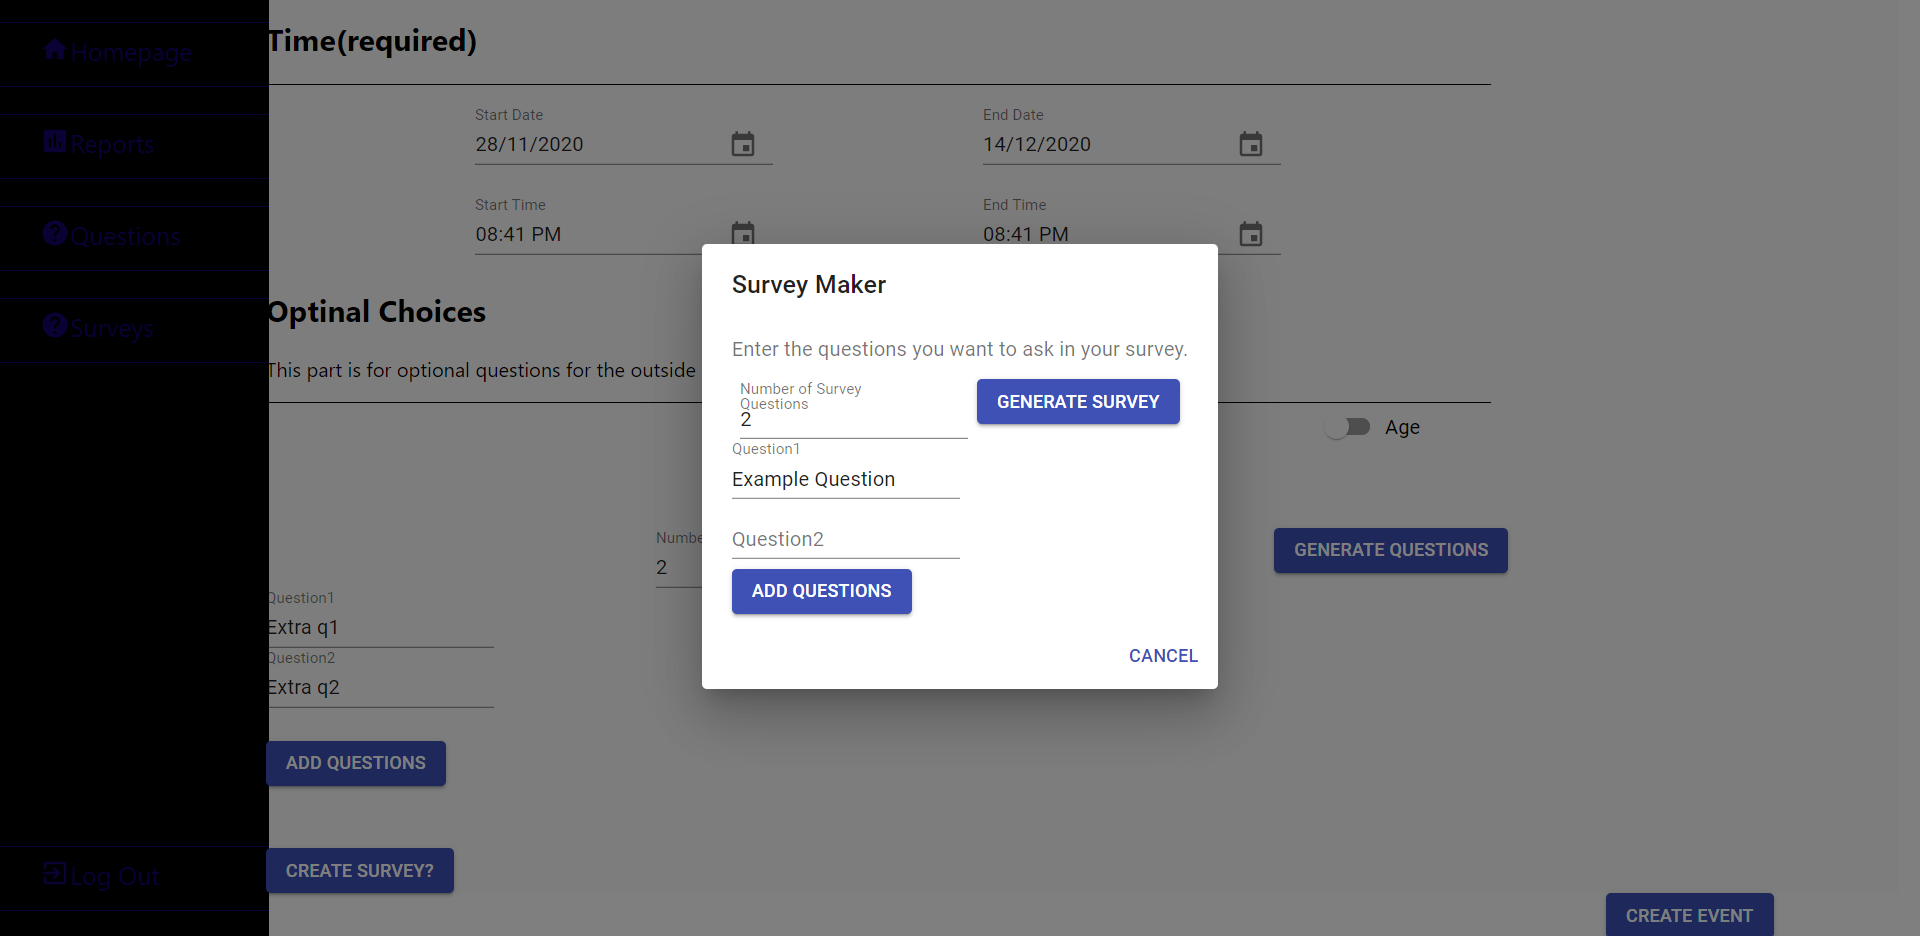 Homepage
Reports
Questions
Surveys
Log Out
Time(required)
Start Date
28/11/2020
End Date
14/12/2020
Start Time
08:41 PM
End Time
08:41 PM
Optinal Choices
This part is for optional questions for the outside
Age
2
GENERATE QUESTIONS
Question1
Extra q1
Question2
Extra q2
ADD QUESTIONS
CREATE SURVEY?
CREATE EVENT
Survey Maker
Enter the questions you want to ask in your survey.
Number of Survey
Questions
2
GENERATE SURVEY
Question1
Example Question
Question2
ADD QUESTIONS
CANCEL